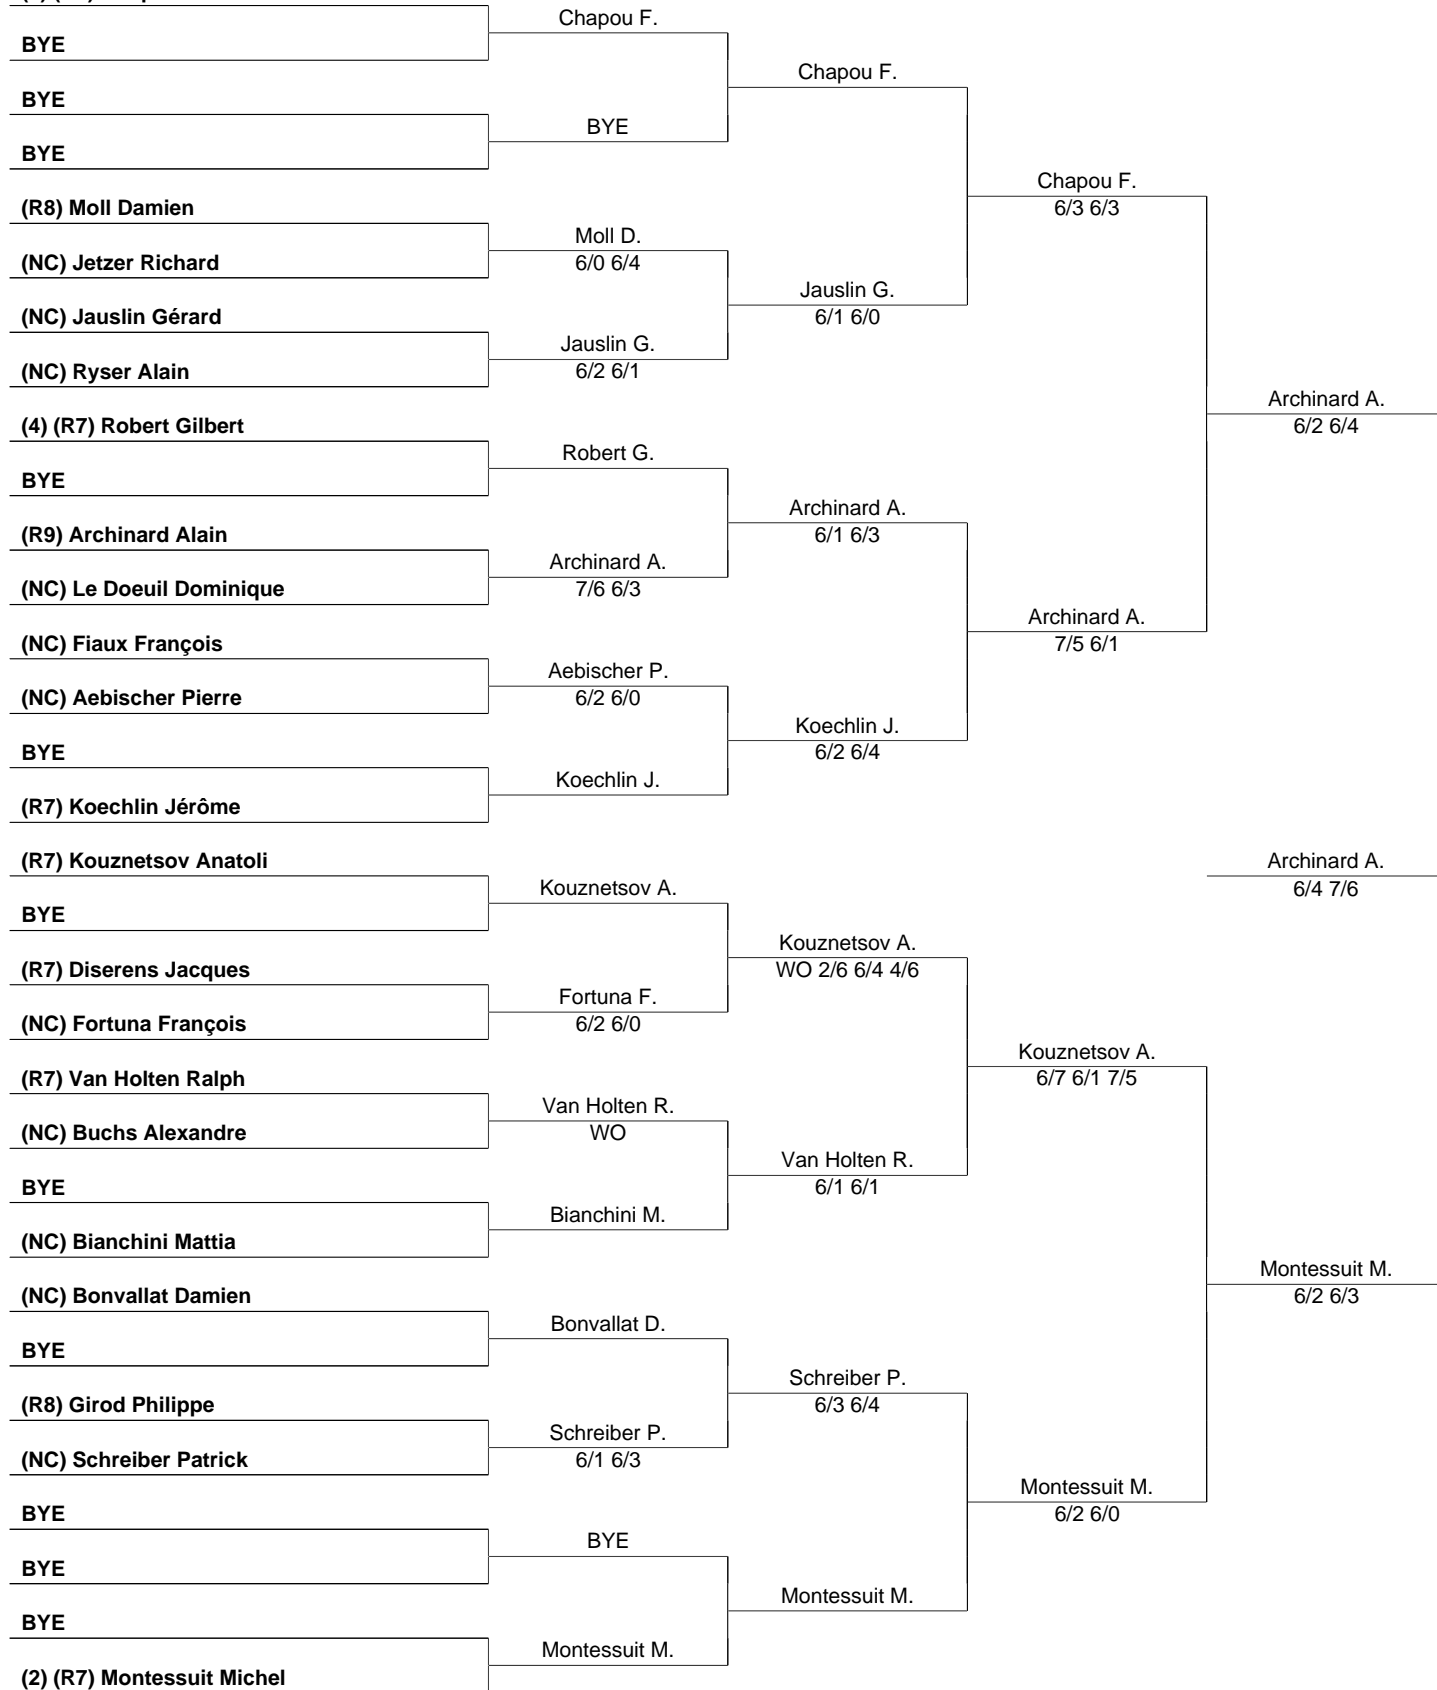 Chapou F.
BYE
Chapou F.
BYE
BYE
BYE
Chapou F.
(R8) Moll Damien
6/3 6/3
Moll D.
(NC) Jetzer Richard
6/0 6/4
Jauslin G.
(NC) Jauslin Gérard
6/1 6/0
Jauslin G.
(NC) Ryser Alain
6/2 6/1
Archinard A.
(4) (R7) Robert Gilbert
6/2 6/4
Robert G.
BYE
Archinard A.
(R9) Archinard Alain
6/1 6/3
Archinard A.
(NC) Le Doeuil Dominique
7/6 6/3
Archinard A.
(NC) Fiaux François
7/5 6/1
Aebischer P.
(NC) Aebischer Pierre
6/2 6/0
Koechlin J.
BYE
6/2 6/4
Koechlin J.
(R7) Koechlin Jérôme
(R7) Kouznetsov Anatoli
Archinard A.
Kouznetsov A.
6/4 7/6
BYE
Kouznetsov A.
(R7) Diserens Jacques
WO 2/6 6/4 4/6
Fortuna F.
(NC) Fortuna François
6/2 6/0
Kouznetsov A.
(R7) Van Holten Ralph
6/7 6/1 7/5
Van Holten R.
(NC) Buchs Alexandre
WO
Van Holten R.
BYE
6/1 6/1
Bianchini M.
(NC) Bianchini Mattia
Montessuit M.
(NC) Bonvallat Damien
6/2 6/3
Bonvallat D.
BYE
Schreiber P.
(R8) Girod Philippe
6/3 6/4
Schreiber P.
(NC) Schreiber Patrick
6/1 6/3
Montessuit M.
BYE
6/2 6/0
BYE
BYE
Montessuit M.
BYE
Montessuit M.
(2) (R7) Montessuit Michel